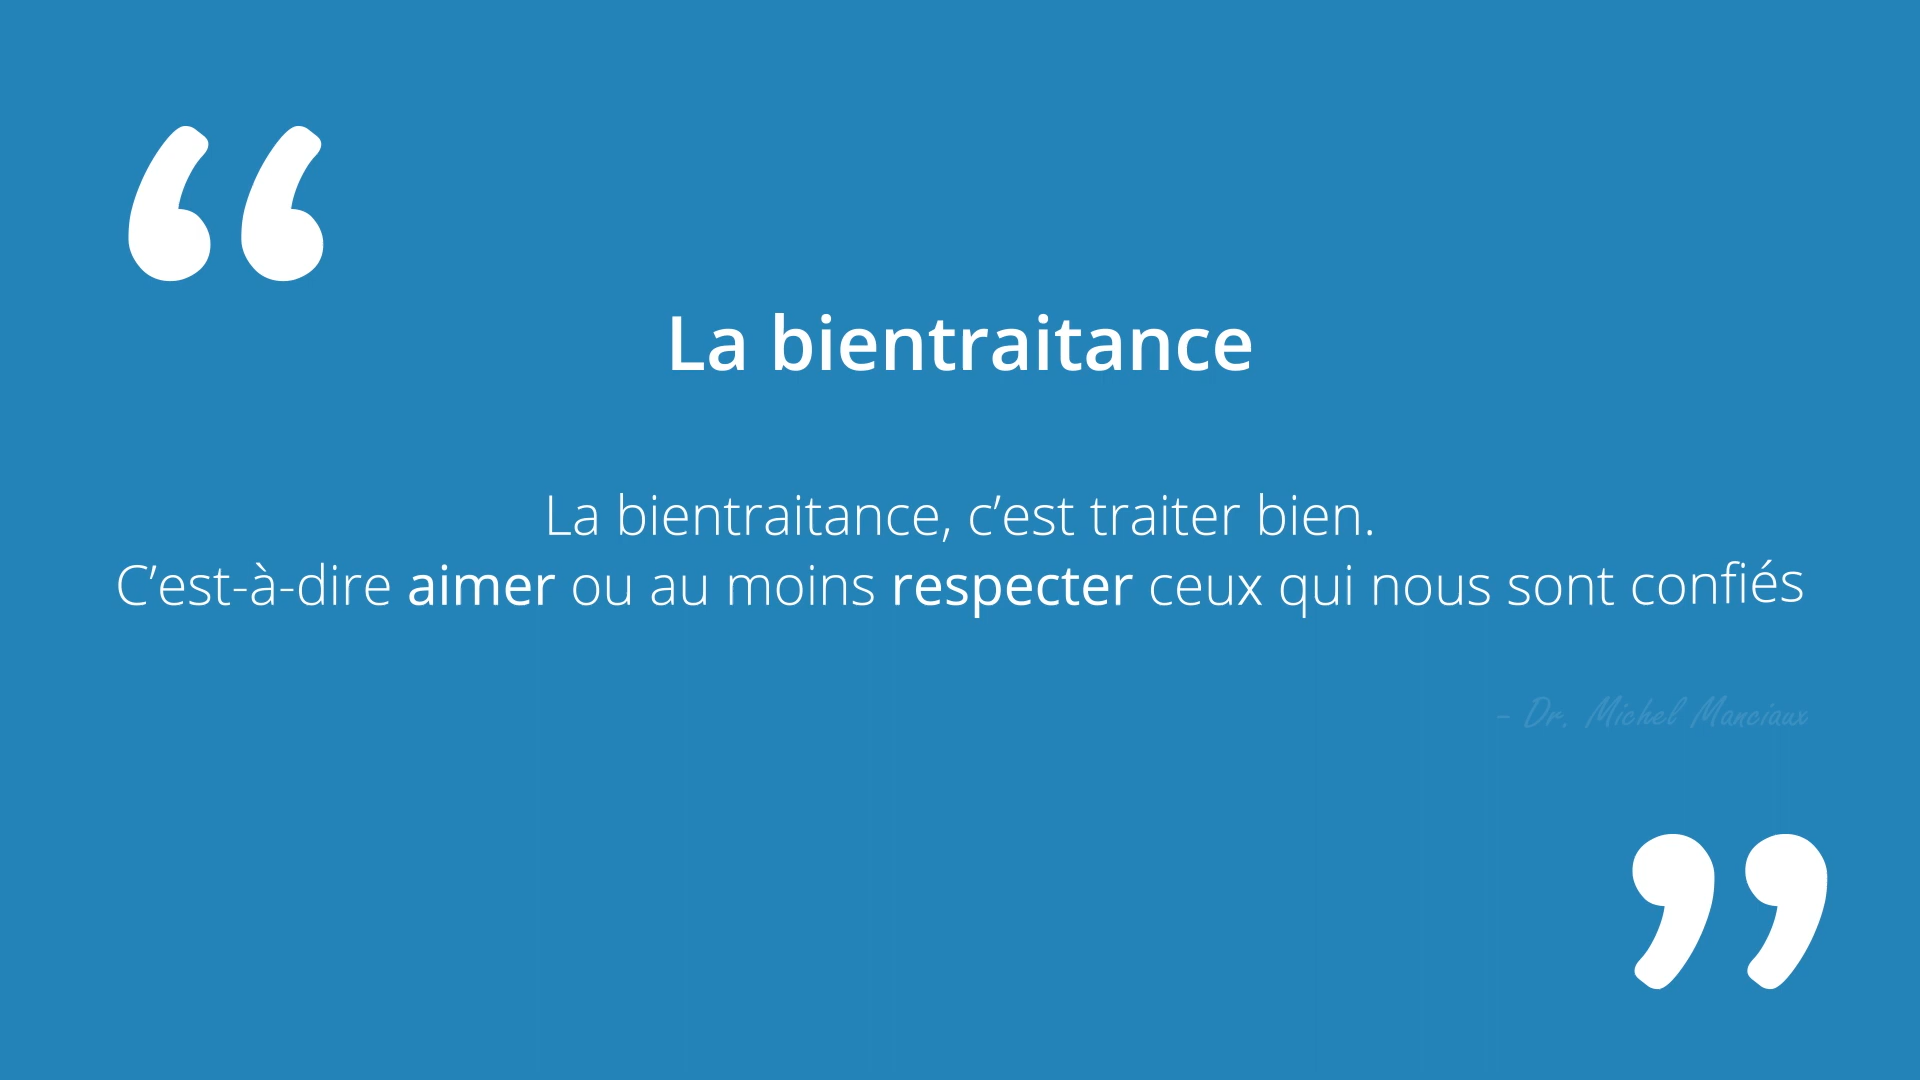 “
La bientraitance
La bientraitance, c’est traiter bien.
C’est-à-dire aimer ou au moins respecter ceux qui nous sont confiés
- Dr. Michel Manciaux
”